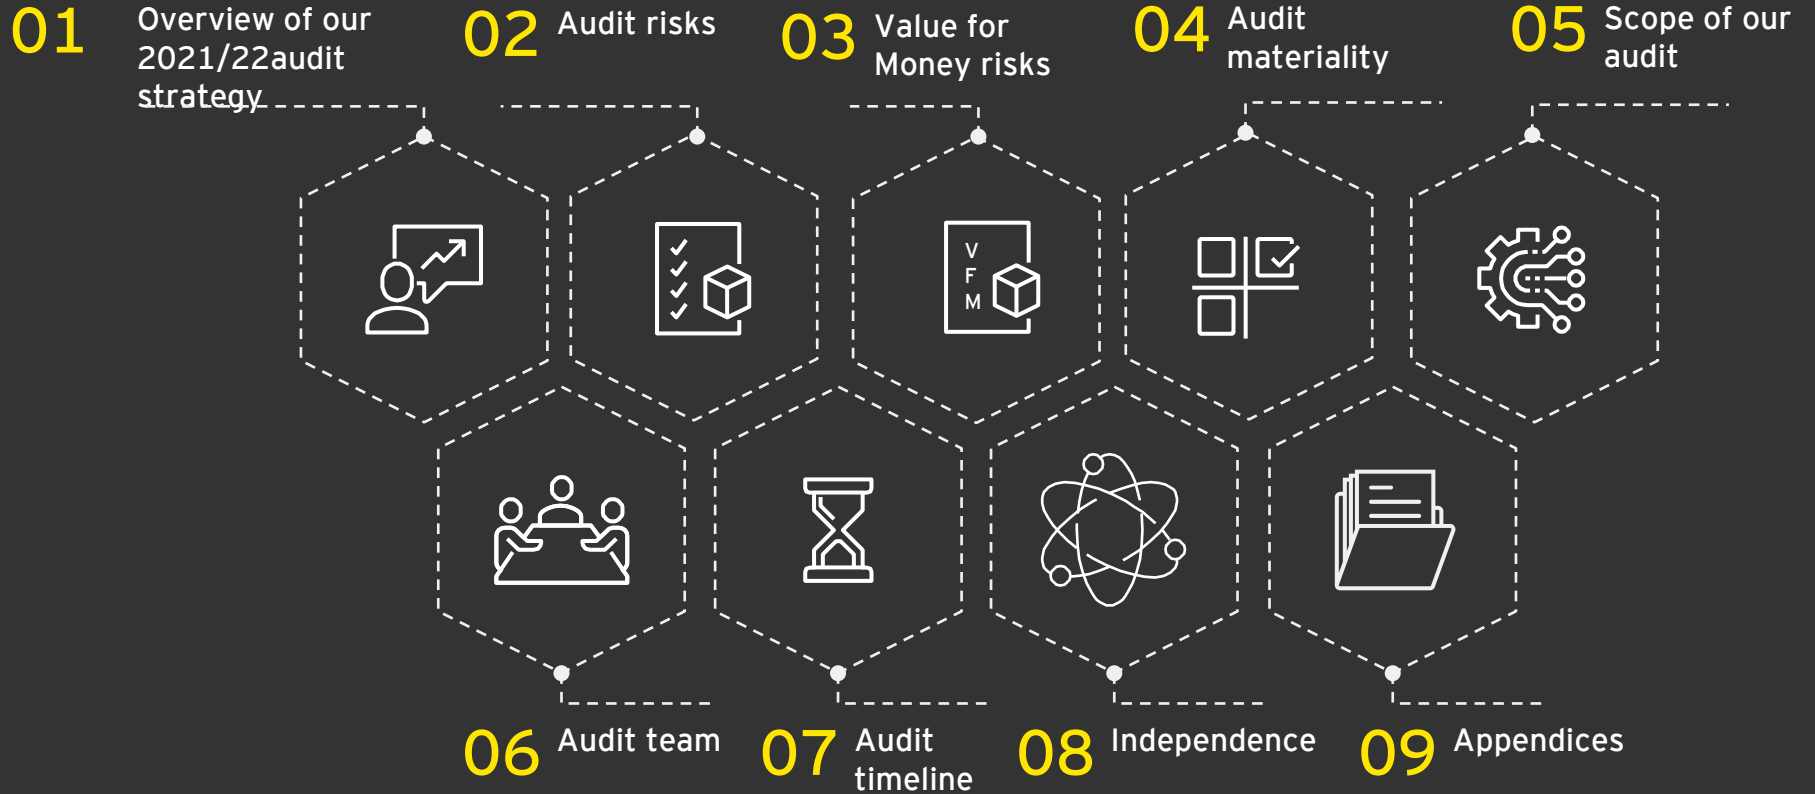 01
Overview of our
2021/22audit
strategy
02
Audit risks
03
Value for
Money risks
04
Audit
materiality
05
Scope of our
audit
V
F
M
06
Audit team
07
Audit
timeline
08
Independence
09
Appendices